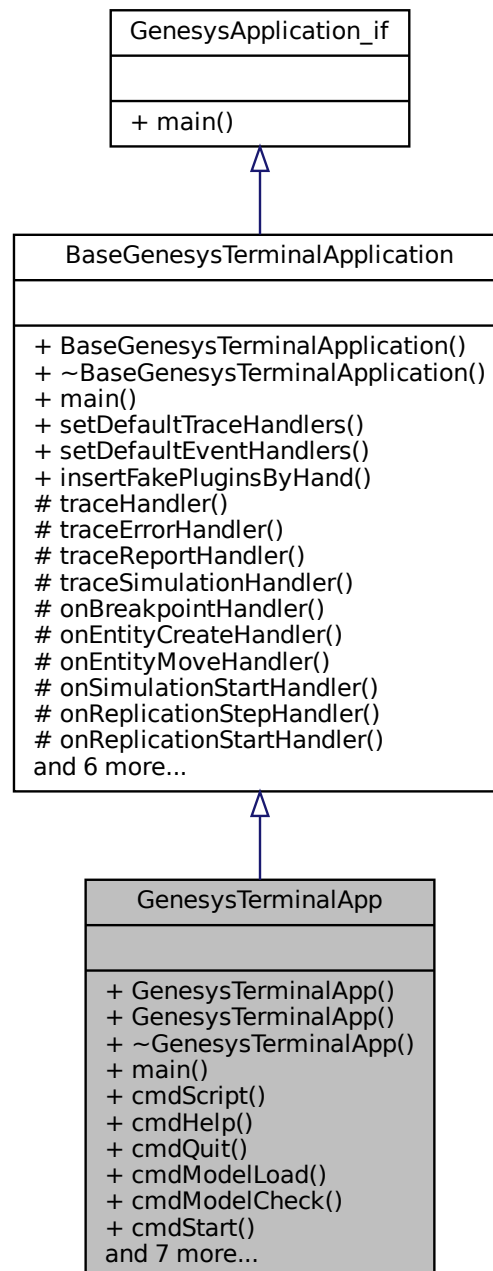 GenesysApplication_if
+ main()
BaseGenesysTerminalApplication
+ BaseGenesysTerminalApplication()
+ ~BaseGenesysTerminalApplication()
+ main()
+ setDefaultTraceHandlers()
+ setDefaultEventHandlers()
+ insertFakePluginsByHand()
# traceHandler()
# traceErrorHandler()
# traceReportHandler()
# traceSimulationHandler()
# onBreakpointHandler()
# onEntityCreateHandler()
# onEntityMoveHandler()
# onSimulationStartHandler()
# onReplicationStepHandler()
# onReplicationStartHandler()
and 6 more...
GenesysTerminalApp
+ GenesysTerminalApp()
+ GenesysTerminalApp()
+ ~GenesysTerminalApp()
+ main()
+ cmdScript()
+ cmdHelp()
+ cmdQuit()
+ cmdModelLoad()
+ cmdModelCheck()
+ cmdStart()
and 7 more...